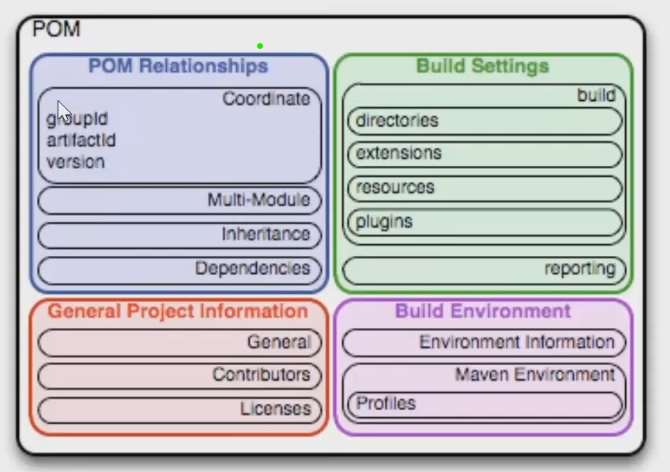 POM
POM Relationships
Coordinate
groupId
artifactId
version
Multi-Module
Inheritance
Dependencies
Build Settings
build
directories
extensions
resources
plugins
reporting
General Project Information
General
Contributors
Licenses
Build Environment
Environment Information
Maven Environment
Profiles